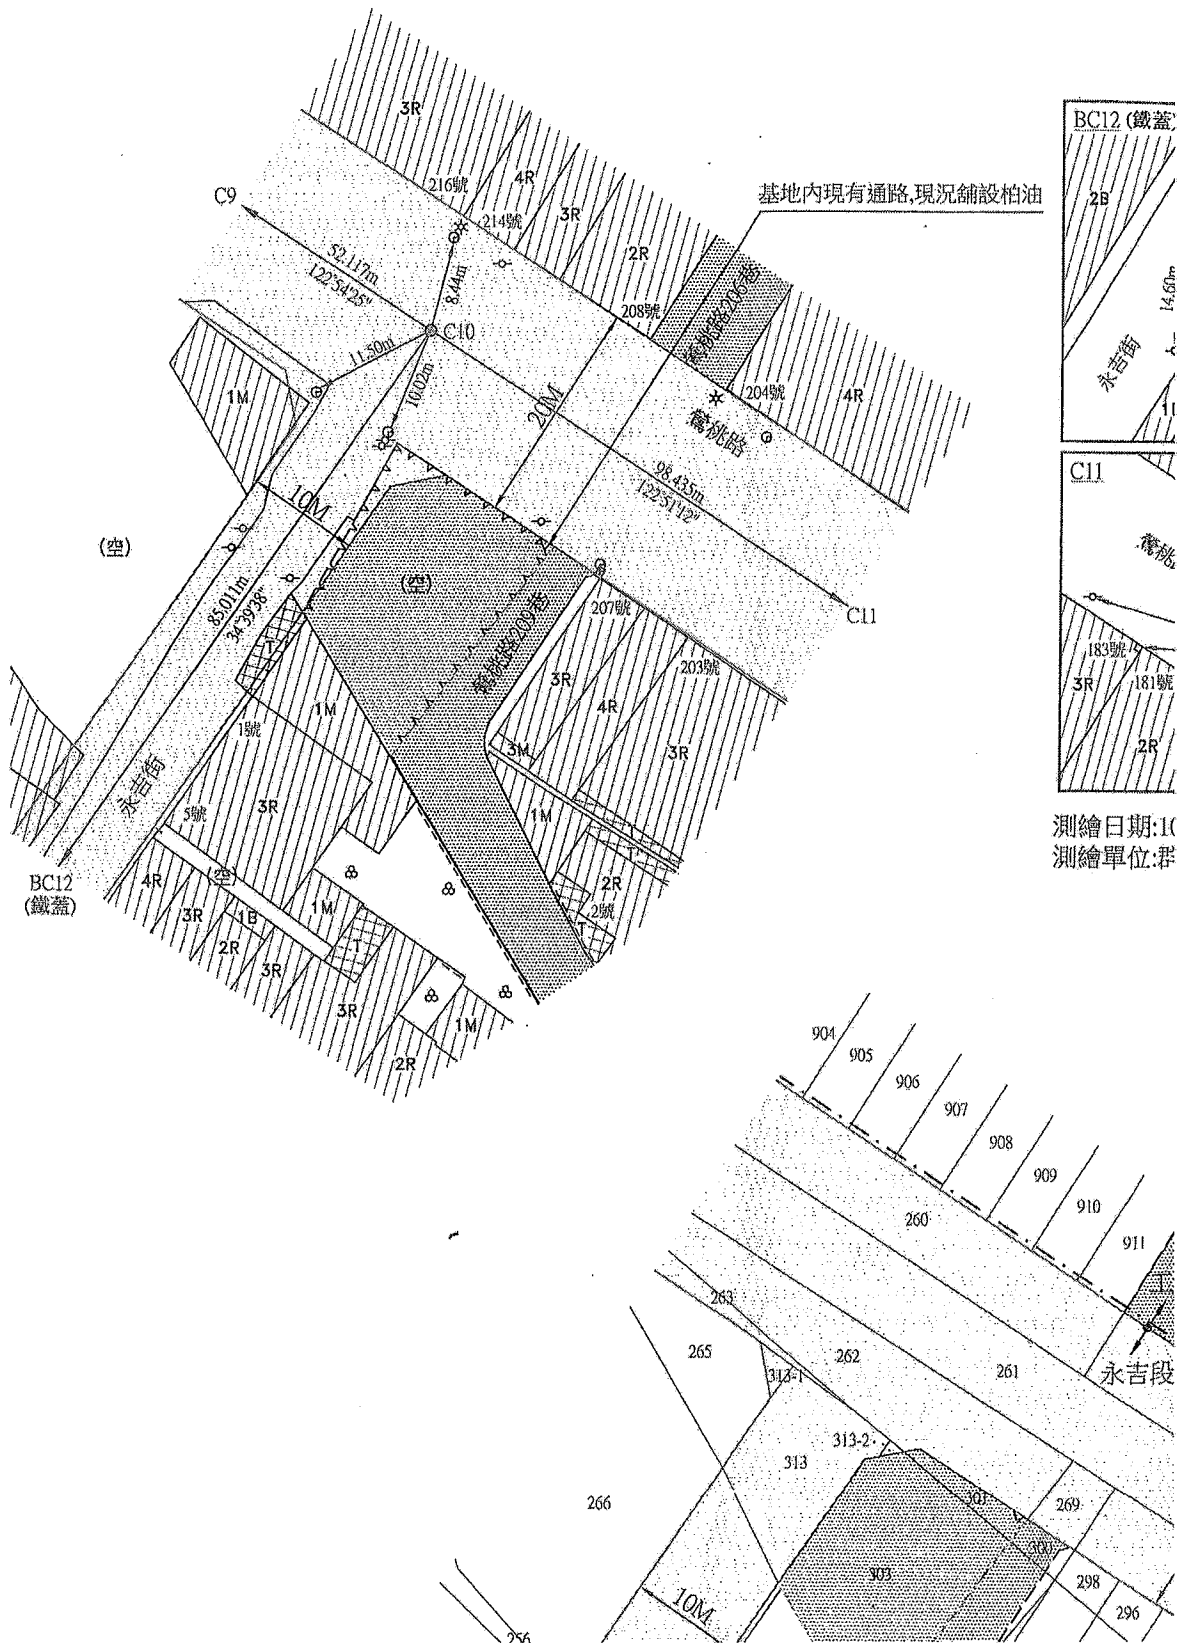 3R
216號
4R
214號
3R
2R
208號
鶯桃路206巷
204號
4R
基地內現有通路,現況舖設柏油
C9
52.117m
122°54'25"
8.44m
C10
11.50m
10.02m
1M
20M
鶯桃路
98.435m
122°51'12"
C11
10M
(空)
(空)
85.011m
34°39'38"
鶯桃路209巷
207號
203號
3R
4R
3R
3M
T
1M
1號
1M
T
T
永吉街
5號
3R
2R
2號
T
BC12
(鐵蓋)
4R
(空)
3R
1B
1M
2R
3R
T
3R
1M
2R
BC12 (鐵蓋)
2B
14.60m
永吉街
C11
鶯桃
183號
3R
181號
2R
測繪日期:10
測繪單位:群
904
905
906
907
908
909
910
911
260
263
265
262
261
313-1
永吉段
313-2
313
266
301
269
300
303
298
296
10M
256